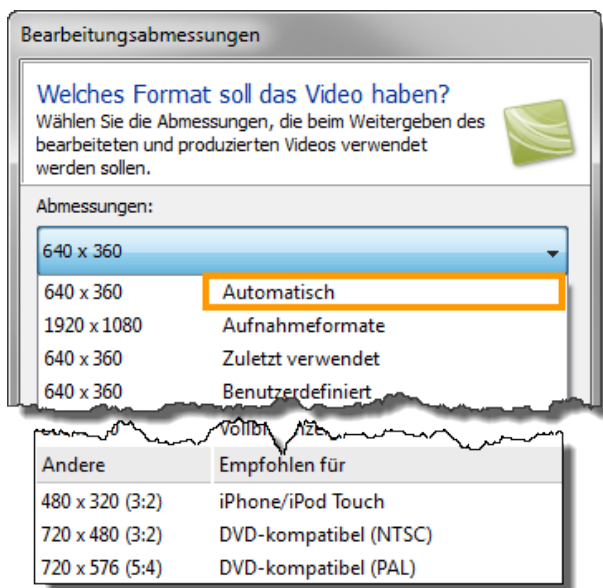 Bearbeitungsabmessungen
Welches Format soll das Video haben?
Wählen Sie die Abmessungen, die beim Weitergeben des
bearbeiteten und produzierten Videos verwendet
werden sollen.
Abmessungen:
640 x 360
640 x 360 Automatisch
1920 x 1080 Aufnahmeformate
640 x 360 Zuletzt verwendet
640 x 360 Benutzerdefiniert
Andere Empfohlen für
480 x 320 (3:2) iPhone/iPod Touch
720 x 480 (3:2) DVD-kompatibel (NTSC)
720 x 576 (5:4) DVD-kompatibel (PAL)